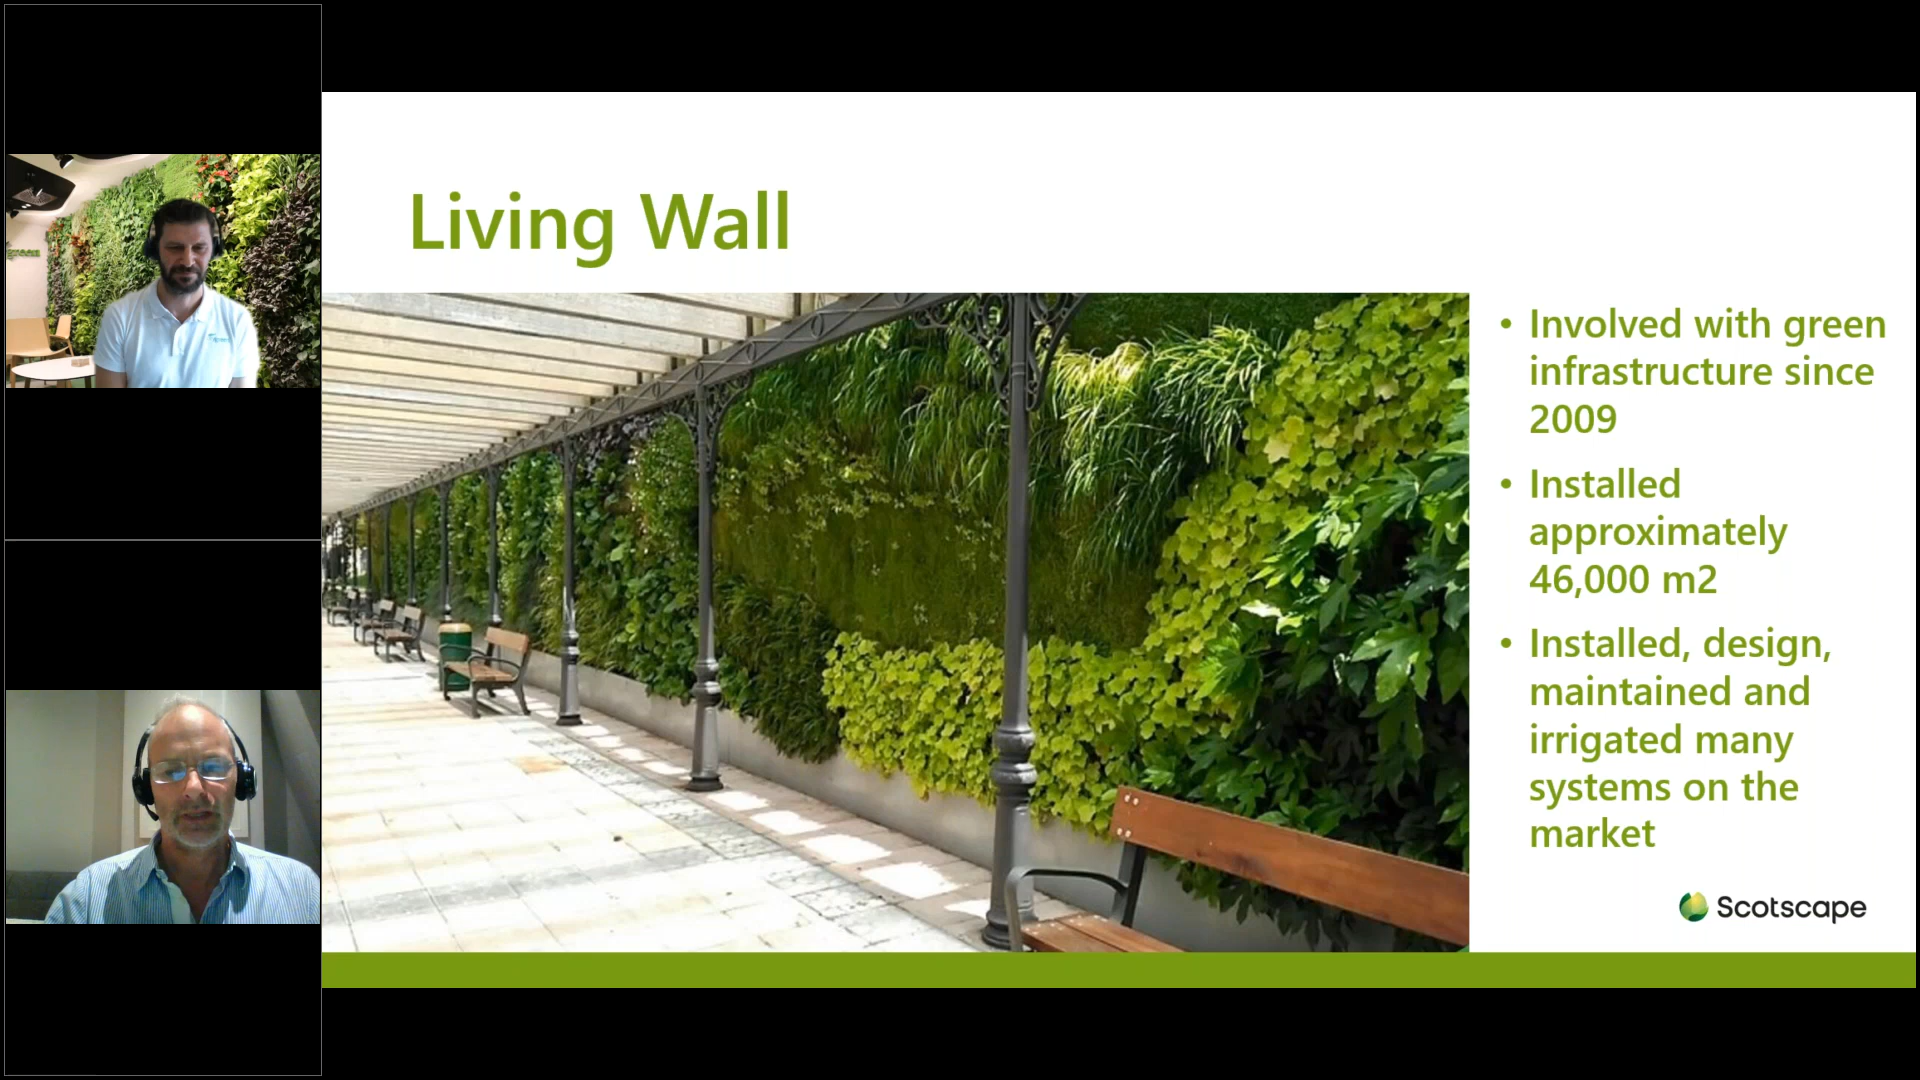 green
Living Wall
• Involved with green
infrastructure since
2009
• Installed
approximately
46,000 m2
• Installed, design,
maintained and
irrigated many
systems on the
market
Scotscape